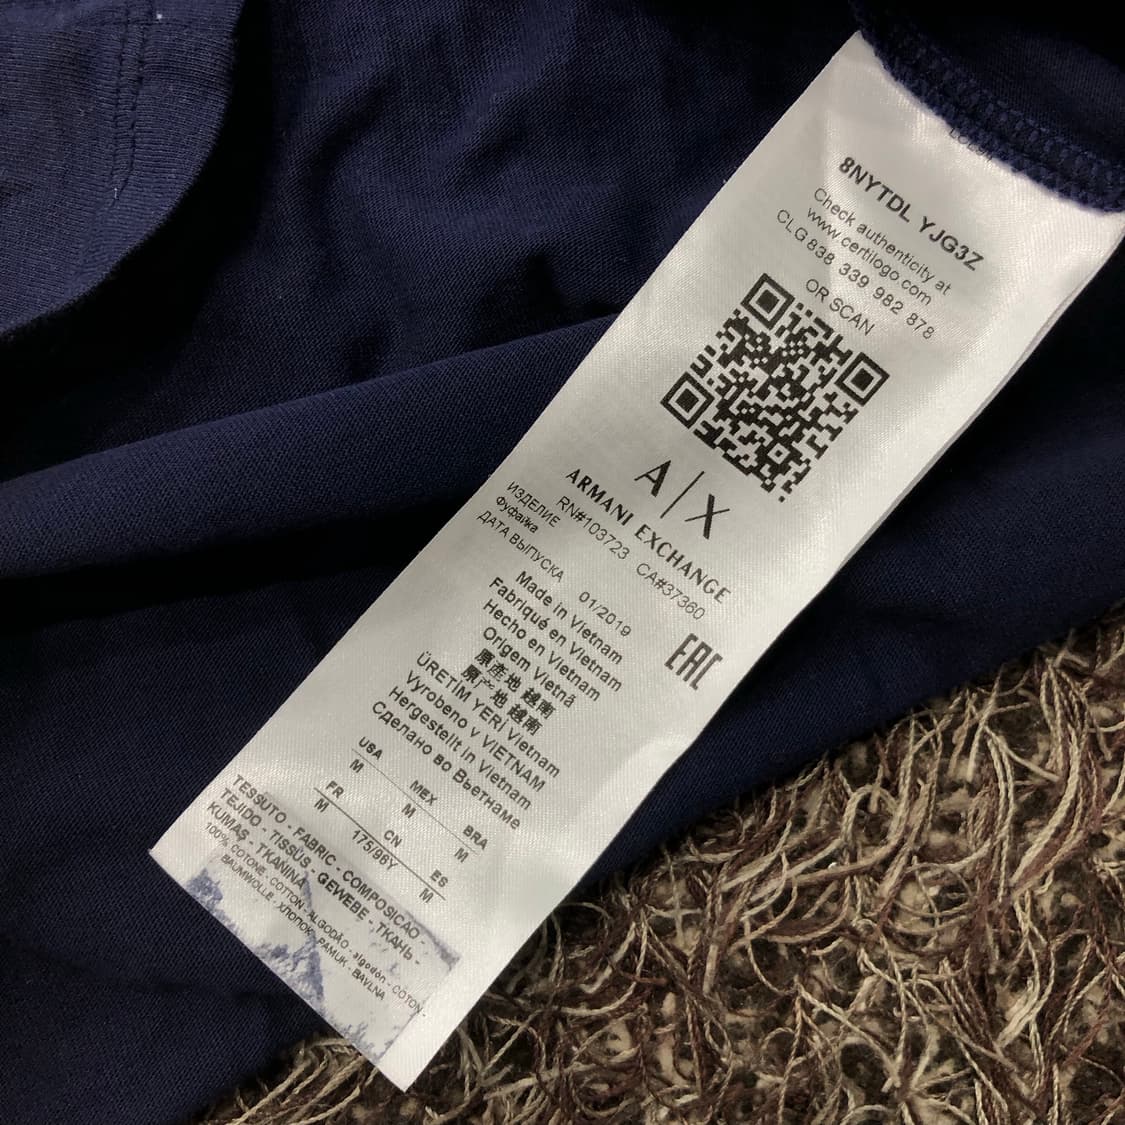 8NYTDL YJG3Z
Check authenticity at
www.certilogo.com
CLG 838 339 982 878
OR SCAN
A|X
ARMANI EXCHANGE
RN#103723 CA#37360
ИЗДЕЛИЕ
Фуфайка
ДАТА ВЫПУСКА 01/2019
EAC
Made in Vietnam
Fabriqué en Vietnam
Hecho en Vietnam
Origem Vietnã
原產地 越南
原产地 越南
ÜRETİM YERİ Vietnam
Vyrobeno v VIETNAM
Hergestellt in Vietnam
Сделано во Вьетнаме
USA MEX BRA
M M M
FR CN ES
M 175/96Y M
TESSUTO - FABRIC - COMPOSICAO -
TEJIDO - TISSUS - GEWEBE - ТКАНЬ -
KUMAŞ - TKANINA
100% COTONE - COTTON - ALGODÃO - algodón - COTON -
BAUMWOLLE - ХЛОПОК - PAMUK - BAVLNA